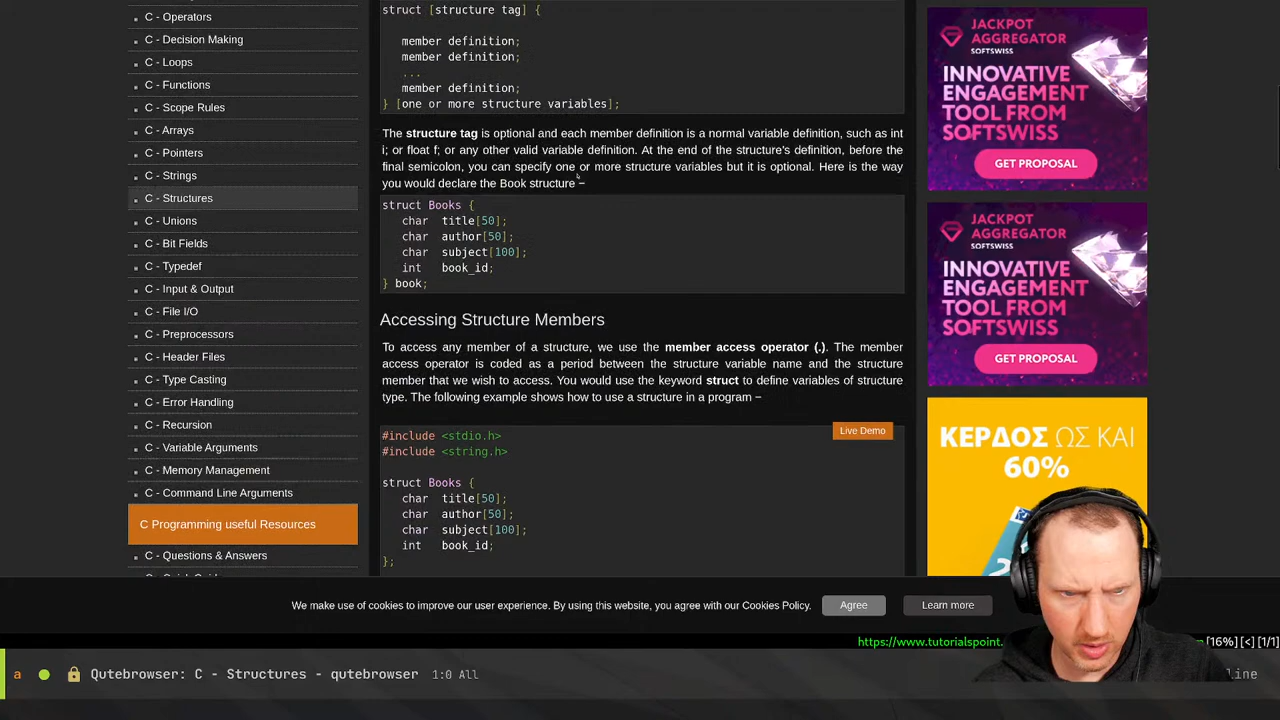 C - Operators
C - Decision Making
C - Loops
C - Functions
C - Scope Rules
C - Arrays
C - Pointers
C - Strings
C - Structures
C - Unions
C - Bit Fields
C - Typedef
C - Input & Output
C - File I/O
C - Preprocessors
C - Header Files
C - Type Casting
C - Error Handling
C - Recursion
C - Variable Arguments
C - Memory Management
C - Command Line Arguments
C Programming useful Resources
C - Questions & Answers
struct [structure tag] {
member definition;
member definition;
...
member definition;
} [one or more structure variables];
The structure tag is optional and each member definition is a normal variable definition, such as int
i; or float f; or any other valid variable definition. At the end of the structure's definition, before the
final semicolon, you can specify one or more structure variables but it is optional. Here is the way
you would declare the Book structure −
struct Books {
char title[50];
char author[50];
char subject[100];
int book_id;
} book;
Accessing Structure Members
To access any member of a structure, we use the member access operator (.). The member
access operator is coded as a period between the structure variable name and the structure
member that we wish to access. You would use the keyword struct to define variables of structure
type. The following example shows how to use a structure in a program −
Live Demo
#include <stdio.h>
#include <string.h>
struct Books {
char title[50];
char author[50];
char subject[100];
int book_id;
};
JACKPOT
AGGREGATOR
SOFTSWISS
INNOVATIVE
ENGAGEMENT
TOOL FROM
SOFTSWISS
GET PROPOSAL
JACKPOT
AGGREGATOR
SOFTSWISS
INNOVATIVE
ENGAGEMENT
TOOL FROM
SOFTSWISS
GET PROPOSAL
ΚΕΡΔΟΣ ΩΣ ΚΑΙ
60%
We make use of cookies to improve our user experience. By using this website, you agree with our Cookies Policy.
Agree
Learn more
https://www.tutorialspoint. [16%] [<] [1/1]
a Qutebrowser: C - Structures - qutebrowser 1:0 All